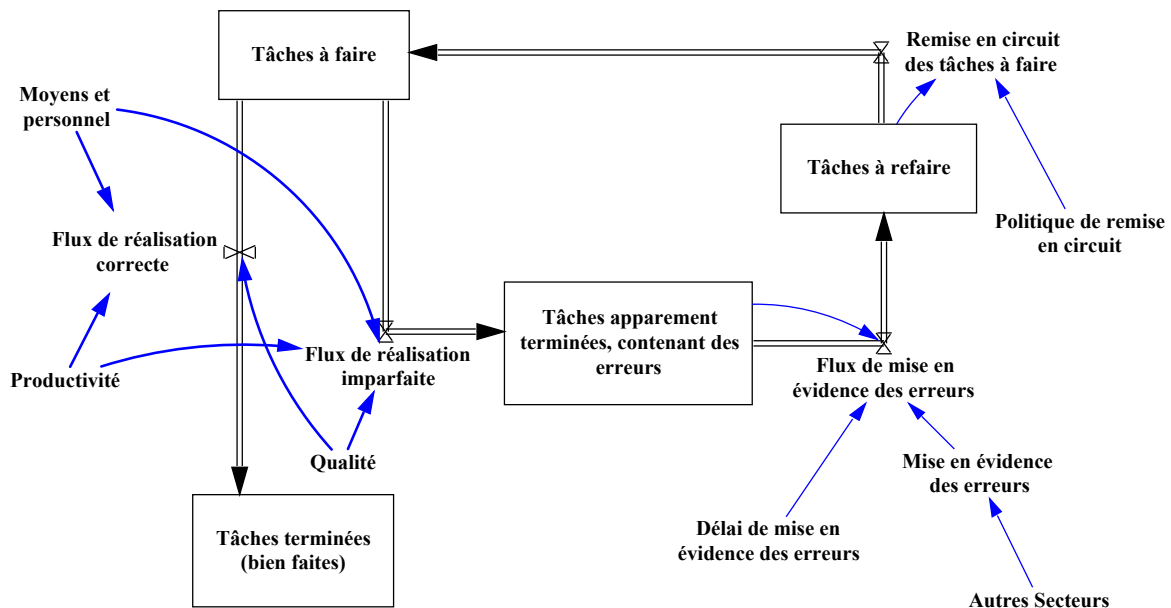 Tâches à faire
Remise en circuit
des tâches à faire
Moyens et
personnel
Tâches à refaire
Politique de remise
en circuit
Flux de réalisation
correcte
Tâches apparement
terminées, contenant des
erreurs
Flux de réalisation
imparfaite
Productivité
Flux de mise en
évidence des erreurs
Qualité
Mise en évidence
des erreurs
Tâches terminées
(bien faites)
Délai de mise en
évidence des erreurs
Autres Secteurs